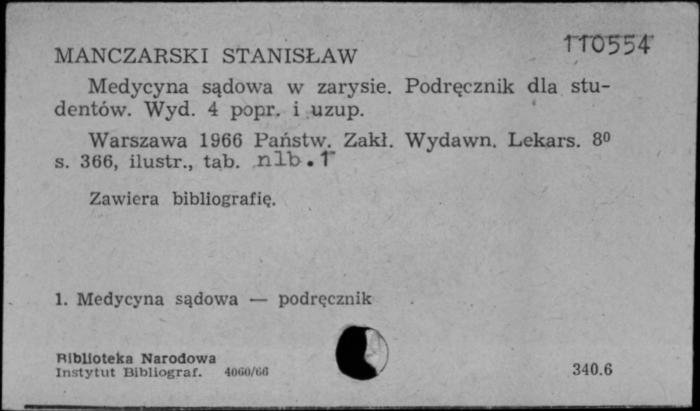 110554
MANCZARSKI STANISŁAW
Medycyna sądowa w zarysie. Podręcznik dla stu-
dentów. Wyd. 4 popr. i uzup.
Warszawa 1966 Państw. Zakł. Wydawn. Lekars. 8⁰
s. 366, ilustr., tab. nlb.1
Zawiera bibliografię.
1. Medycyna sądowa — podręcznik
Biblioteka Narodowa
Instytut Bibliograf. 4060/66
340.6